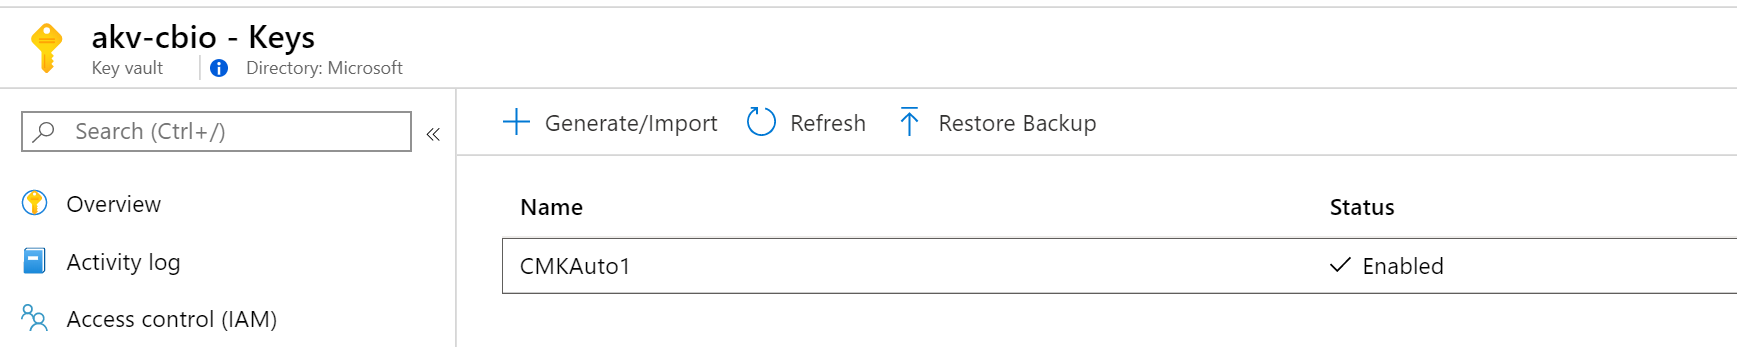 akv-cbio - Keys
Key vault
Directory: Microsoft
Search (Ctrl+/)
«
Overview
Activity log
Access control (IAM)
Generate/Import
Refresh
Restore Backup
Name
Status
CMKAuto1
Enabled